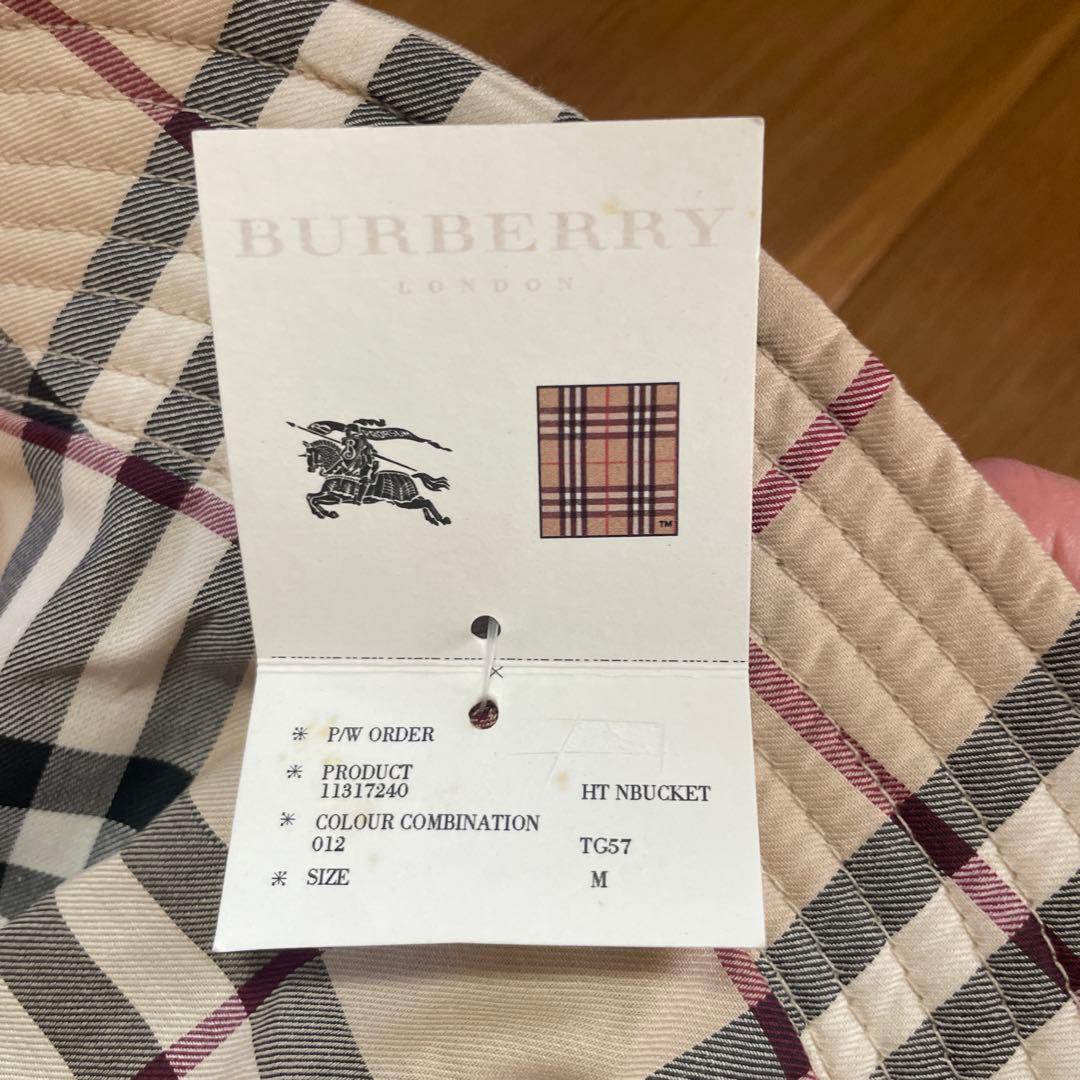 BURBERRY
LONDON
TM
* P/W ORDER
* PRODUCT
11317240 HT NBUCKET
* COLOUR COMBINATION
012 TG57
* SIZE M